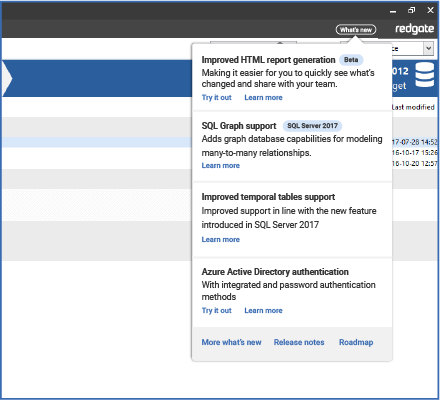 What's new
redgate
ce
Improved HTML report generation Beta
Making it easier for you to quickly see what's
changed and share with your team.
Try it out Learn more
012
get
Last modified
SQL Graph support SQL Server 2017
Adds graph database capabilities for modeling
many-to-many relationships.
Learn more
17-07-28 14:52
16-10-17 15:26
16-10-20 12:57
Improved temporal tables support
Improved support in line with the new feature
introduced in SQL Server 2017
Learn more
Azure Active Directory authentication
With integrated and password authentication
methods
Try it out Learn more
More what's new Release notes Roadmap